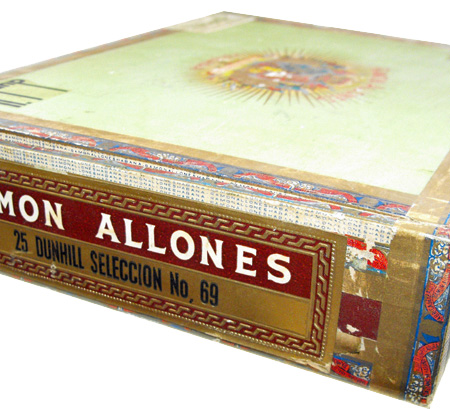 MON ALLONES
25 DUNHILL SELECCION No. 69